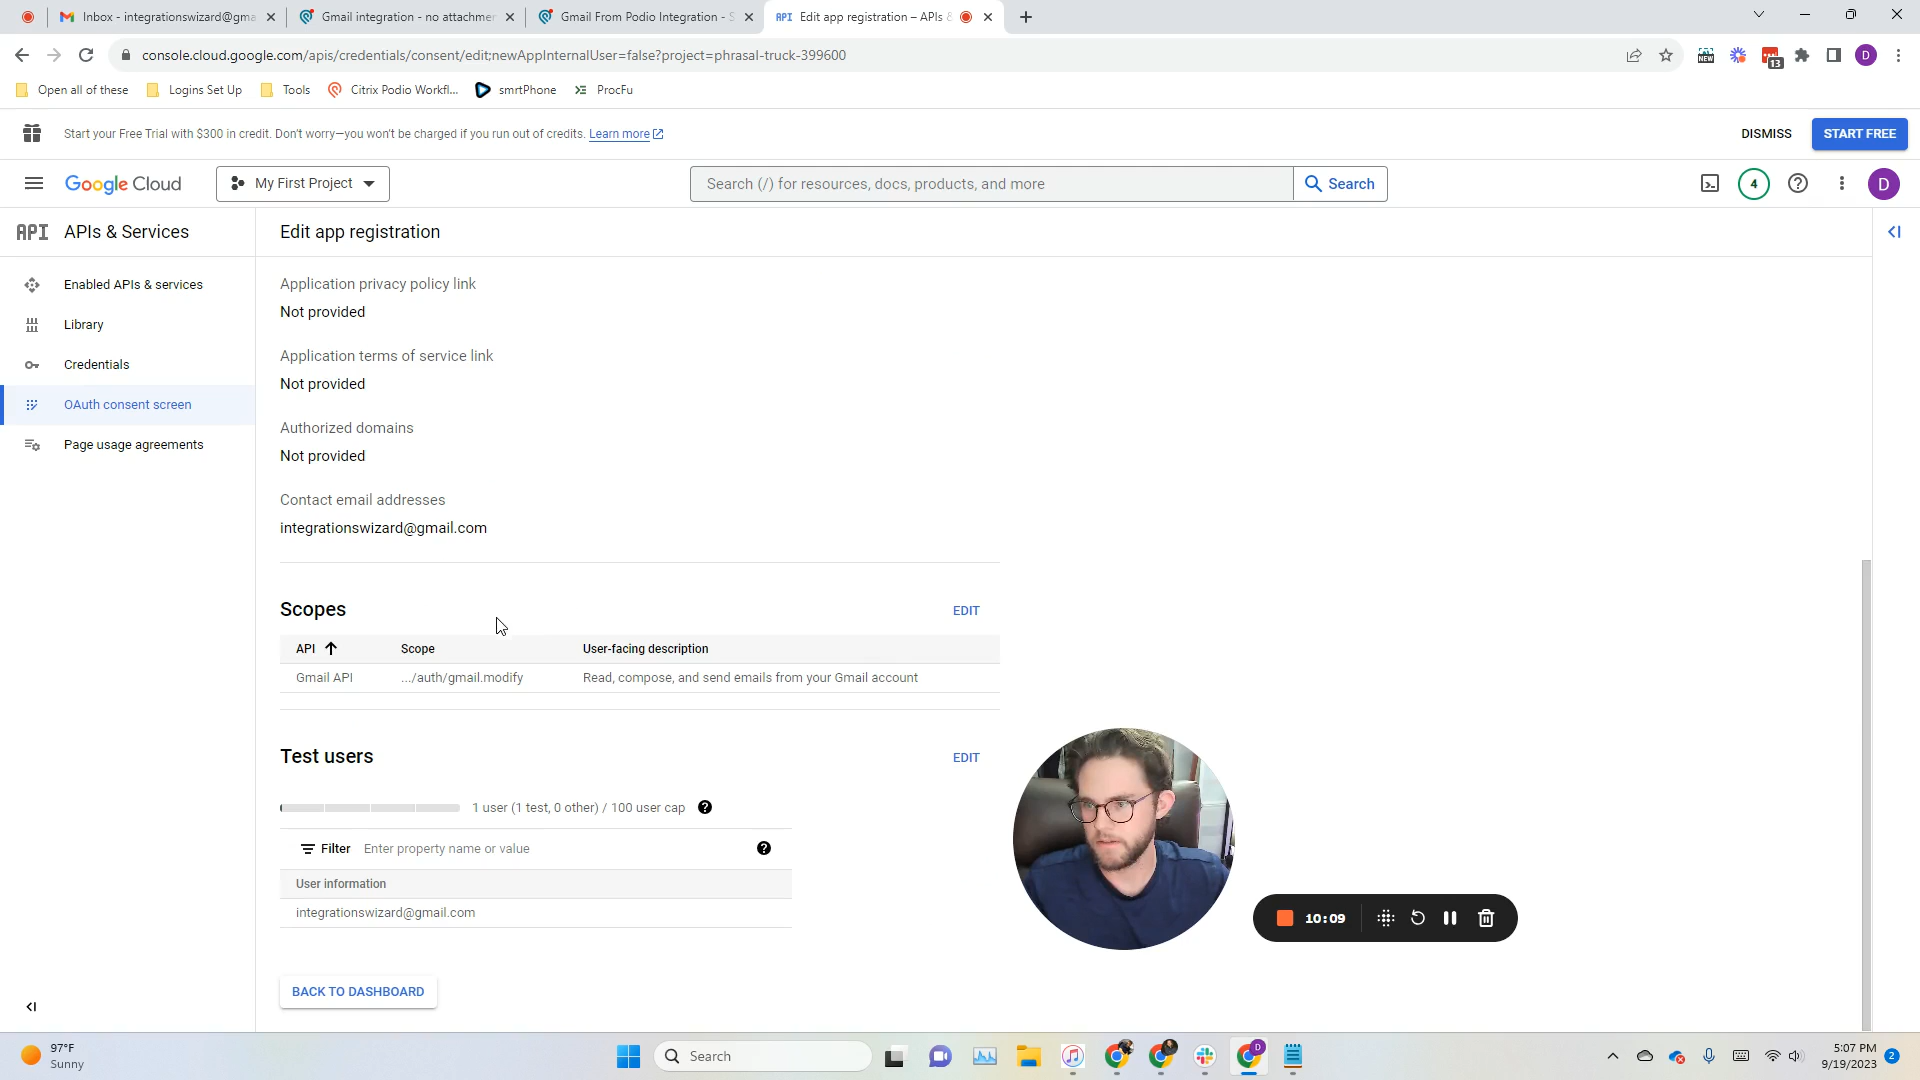 Inbox - integrationswizard@gma
Gmail integration - no attachmer
Gmail From Podio Integration - S
API Edit app registration – APIs &
console.cloud.google.com/apis/credentials/consent/edit;newAppInternalUser=false?project=phrasal-truck-399600
NEW
13
D
Open all of these
Logins Set Up
Tools
Citrix Podio Workfl...
smrtPhone
ProcFu
Start your Free Trial with $300 in credit. Don't worry—you won't be charged if you run out of credits. Learn more
DISMISS
START FREE
Google Cloud
My First Project
Search (/) for resources, docs, products, and more
Search
4
D
API APIs & Services
Edit app registration
Enabled APIs & services
Library
Credentials
OAuth consent screen
Page usage agreements
Application privacy policy link
Not provided
Application terms of service link
Not provided
Authorized domains
Not provided
Contact email addresses
integrationswizard@gmail.com
Scopes
EDIT
API Scope User-facing description
Gmail API .../auth/gmail.modify Read, compose, and send emails from your Gmail account
Test users
EDIT
1 user (1 test, 0 other) / 100 user cap
Filter Enter property name or value
User information
integrationswizard@gmail.com
10:09
BACK TO DASHBOARD
97°F
Sunny
Search
D
5:07 PM
9/19/2023
2